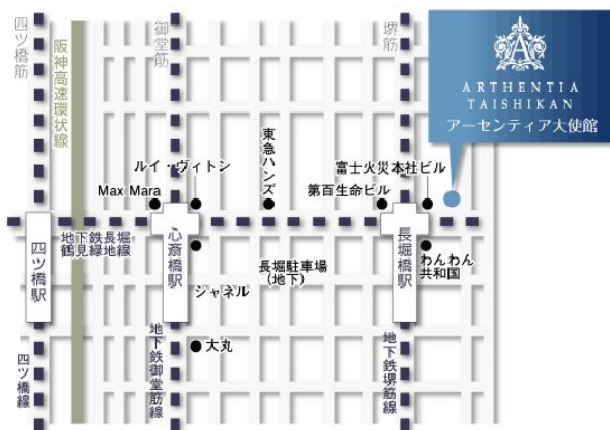 四ツ橋筋
阪神高速環状線
御堂筋
堺筋
ARTHENTIA
TAISHIKAN
アーセンティア大使館
東急ハンズ
ルイ・ヴィトン
富士火災本社ビル
Max Mara
第百生命ビル
四ツ橋駅
地下鉄長堀
鶴見緑地線
心斎橋駅
長堀橋駅
長堀駐車場
(地下)
わんわん
共和国
シャネル
大丸
四ツ橋線
地下鉄御堂筋線
地下鉄堺筋線